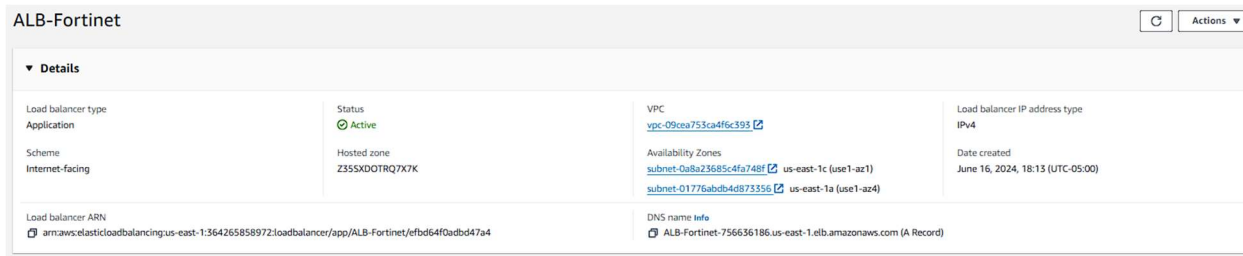 ALB-Fortinet
Actions
Details
Load balancer type
Application
Status
Active
VPC
vpc-09cea753ca4f6c393
Load balancer IP address type
IPv4
Scheme
Internet-facing
Hosted zone
Z35SXDOTRQ7X7K
Availability Zones
subnet-0a8a23685c4fa748f us-east-1c (use1-az1)
subnet-01776abdb4d873356 us-east-1a (use1-az4)
Date created
June 16, 2024, 18:13 (UTC-05:00)
Load balancer ARN
arn:aws:elasticloadbalancing:us-east-1:364265858972:loadbalancer/app/ALB-Fortinet/efbd64f0adbd47a4
DNS name Info
ALB-Fortinet-756636186.us-east-1.elb.amazonaws.com (A Record)